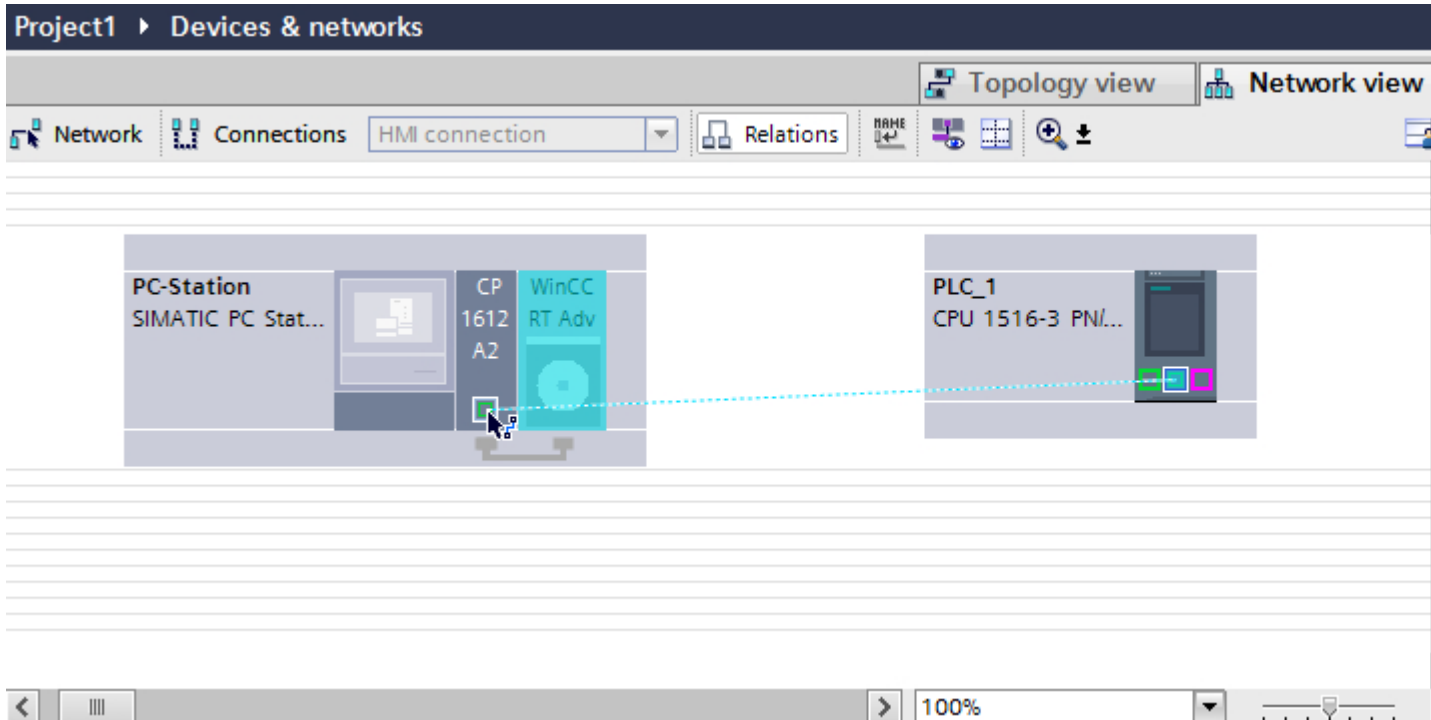 Project1 ▸ Devices & networks
Topology view
Network view
Network
Connections
HMI connection
Relations
NAME
PC-Station
SIMATIC PC Stat...
CP
1612
A2
WinCC
RT Adv
PLC_1
CPU 1516-3 PN/...
100%